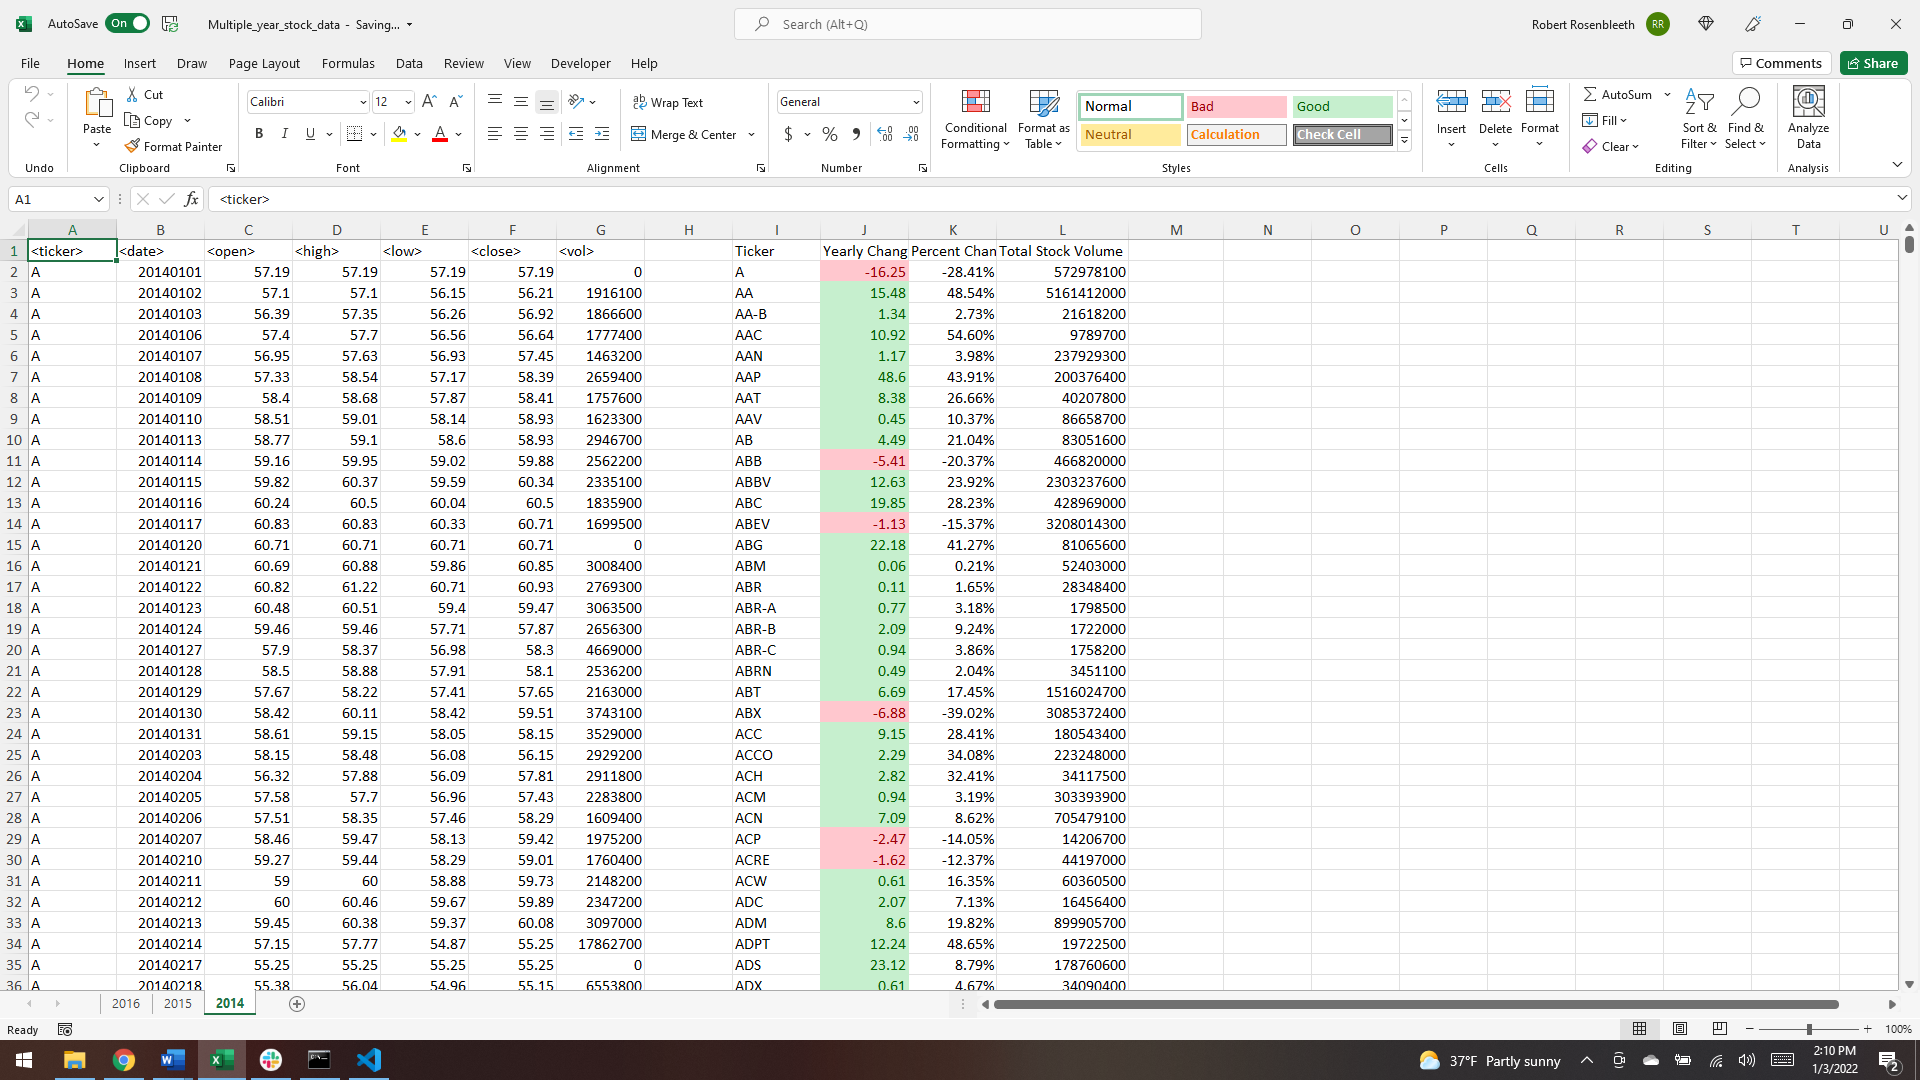 AutoSave On Multiple_year_stock_data - Saving... Search (Alt+Q) Robert Rosenbleeth RR
File Home Insert Draw Page Layout Formulas Data Review View Developer Help Comments Share
Undo
Paste Cut Copy Format Painter Clipboard
Calibri 12 B I U A A A Font
Wrap Text Merge & Center Alignment
General $ % , Number
Conditional Formatting Format as Table Normal Bad Good Neutral Calculation Check Cell Styles
Insert Delete Format Cells
AutoSum Fill Clear Sort & Filter Find & Select Editing
Analyze Data Analysis
A1 fx <ticker>
A B C D E F G H I J K L M N O P Q R S T U
1 <ticker> <date> <open> <high> <low> <close> <vol> Ticker Yearly Chang Percent Chan Total Stock Volume
2 A 20140101 57.19 57.19 57.19 57.19 0 A -16.25 -28.41% 572978100
3 A 20140102 57.1 57.1 56.15 56.21 1916100 AA 15.48 48.54% 5161412000
4 A 20140103 56.39 57.35 56.26 56.92 1866600 AA-B 1.34 2.73% 21618200
5 A 20140106 57.4 57.7 56.56 56.64 1777400 AAC 10.92 54.60% 9789700
6 A 20140107 56.95 57.63 56.93 57.45 1463200 AAN 1.17 3.98% 237929300
7 A 20140108 57.33 58.54 57.17 58.39 2659400 AAP 48.6 43.91% 200376400
8 A 20140109 58.4 58.68 57.87 58.41 1757600 AAT 8.38 26.66% 40207800
9 A 20140110 58.51 59.01 58.14 58.93 1623300 AAV 0.45 10.37% 86658700
10 A 20140113 58.77 59.1 58.6 58.93 2946700 AB 4.49 21.04% 83051600
11 A 20140114 59.16 59.95 59.02 59.88 2562200 ABB -5.41 -20.37% 466820000
12 A 20140115 59.82 60.37 59.59 60.34 2335100 ABBV 12.63 23.92% 2303237600
13 A 20140116 60.24 60.5 60.04 60.5 1835900 ABC 19.85 28.23% 428969000
14 A 20140117 60.83 60.83 60.33 60.71 1699500 ABEV -1.13 -15.37% 3208014300
15 A 20140120 60.71 60.71 60.71 60.71 0 ABG 22.18 41.27% 81065600
16 A 20140121 60.69 60.88 59.86 60.85 3008400 ABM 0.06 0.21% 52403000
17 A 20140122 60.82 61.22 60.71 60.93 2769300 ABR 0.11 1.65% 28348400
18 A 20140123 60.48 60.51 59.4 59.47 3063500 ABR-A 0.77 3.18% 1798500
19 A 20140124 59.46 59.46 57.71 57.87 2656300 ABR-B 2.09 9.24% 1722000
20 A 20140127 57.9 58.37 56.98 58.3 4669000 ABR-C 0.94 3.86% 1758200
21 A 20140128 58.5 58.88 57.91 58.1 2536200 ABRN 0.49 2.04% 3451100
22 A 20140129 57.67 58.22 57.41 57.65 2163000 ABT 6.69 17.45% 1516024700
23 A 20140130 58.42 60.11 58.42 59.51 3743100 ABX -6.88 -39.02% 3085372400
24 A 20140131 58.61 59.15 58.05 58.15 3529000 ACC 9.15 28.41% 180543400
25 A 20140203 58.15 58.48 56.08 56.15 2929200 ACCO 2.29 34.08% 223248000
26 A 20140204 56.32 57.88 56.09 57.81 2911800 ACH 2.82 32.41% 34117500
27 A 20140205 57.58 57.7 56.96 57.43 2283800 ACM 0.94 3.19% 303393900
28 A 20140206 57.51 58.35 57.46 58.29 1609400 ACN 7.09 8.62% 705479100
29 A 20140207 58.46 59.47 58.13 59.42 1975200 ACP -2.47 -14.05% 14206700
30 A 20140210 59.27 59.44 58.29 59.01 1760400 ACRE -1.62 -12.37% 44197000
31 A 20140211 59 60 58.88 59.73 2148200 ACW 0.61 16.35% 60360500
32 A 20140212 60 60.46 59.67 59.89 2347200 ADC 2.07 7.13% 16456400
33 A 20140213 59.45 60.38 59.37 60.08 3097000 ADM 8.6 19.82% 899905700
34 A 20140214 57.15 57.77 54.87 55.25 17862700 ADPT 12.24 48.65% 19722500
35 A 20140217 55.25 55.25 55.25 55.25 0 ADS 23.12 8.79% 178760600
36 A 20140218 55.38 56.04 54.96 55.15 6553800 ADX 0.61 4.67% 34090400
2016 2015 2014
Ready 100%
37°F Partly sunny 2:10 PM
1/3/2022 2